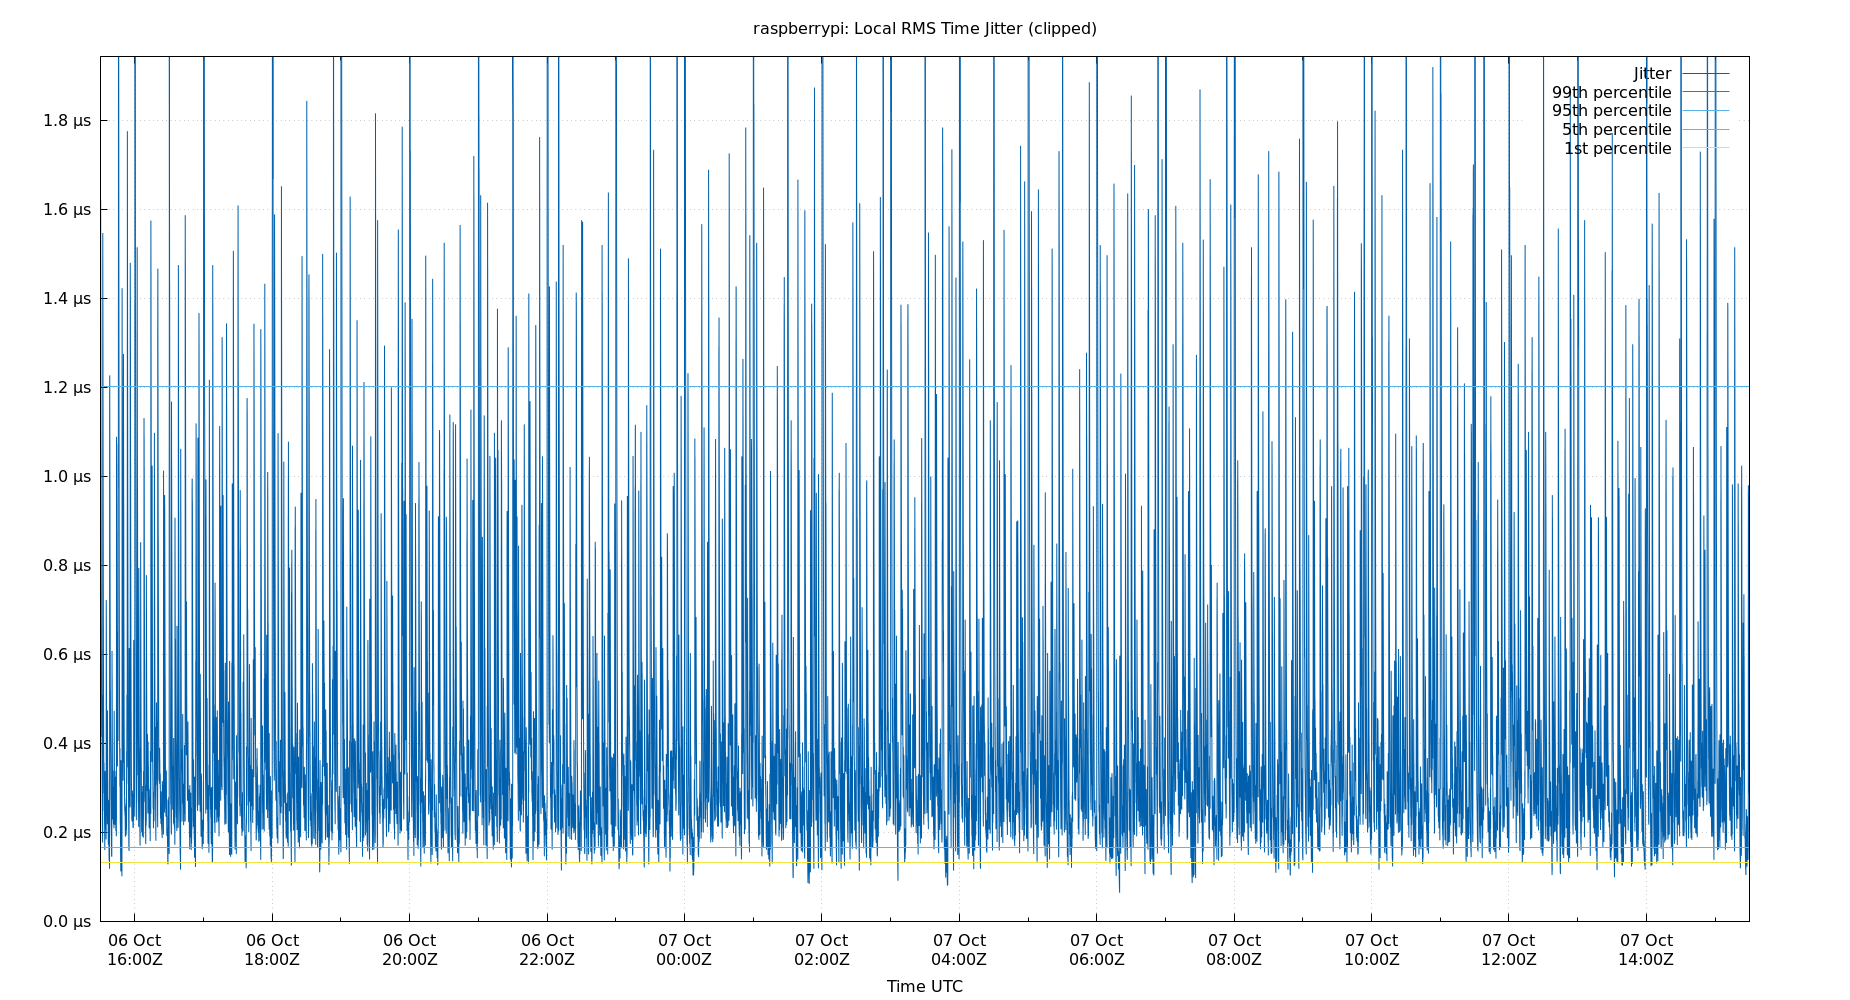 raspberrypi: Local RMS Time Jitter (clipped)
Jitter
99th percentile
95th percentile
5th percentile
1st percentile
1.8 µs
1.6 µs
1.4 µs
1.2 µs
1.0 µs
0.8 µs
0.6 µs
0.4 µs
0.2 µs
0.0 µs
06 Oct 06 Oct 06 Oct 06 Oct 07 Oct 07 Oct 07 Oct 07 Oct 07 Oct 07 Oct 07 Oct 07 Oct
16:00Z 18:00Z 20:00Z 22:00Z 00:00Z 02:00Z 04:00Z 06:00Z 08:00Z 10:00Z 12:00Z 14:00Z
Time UTC